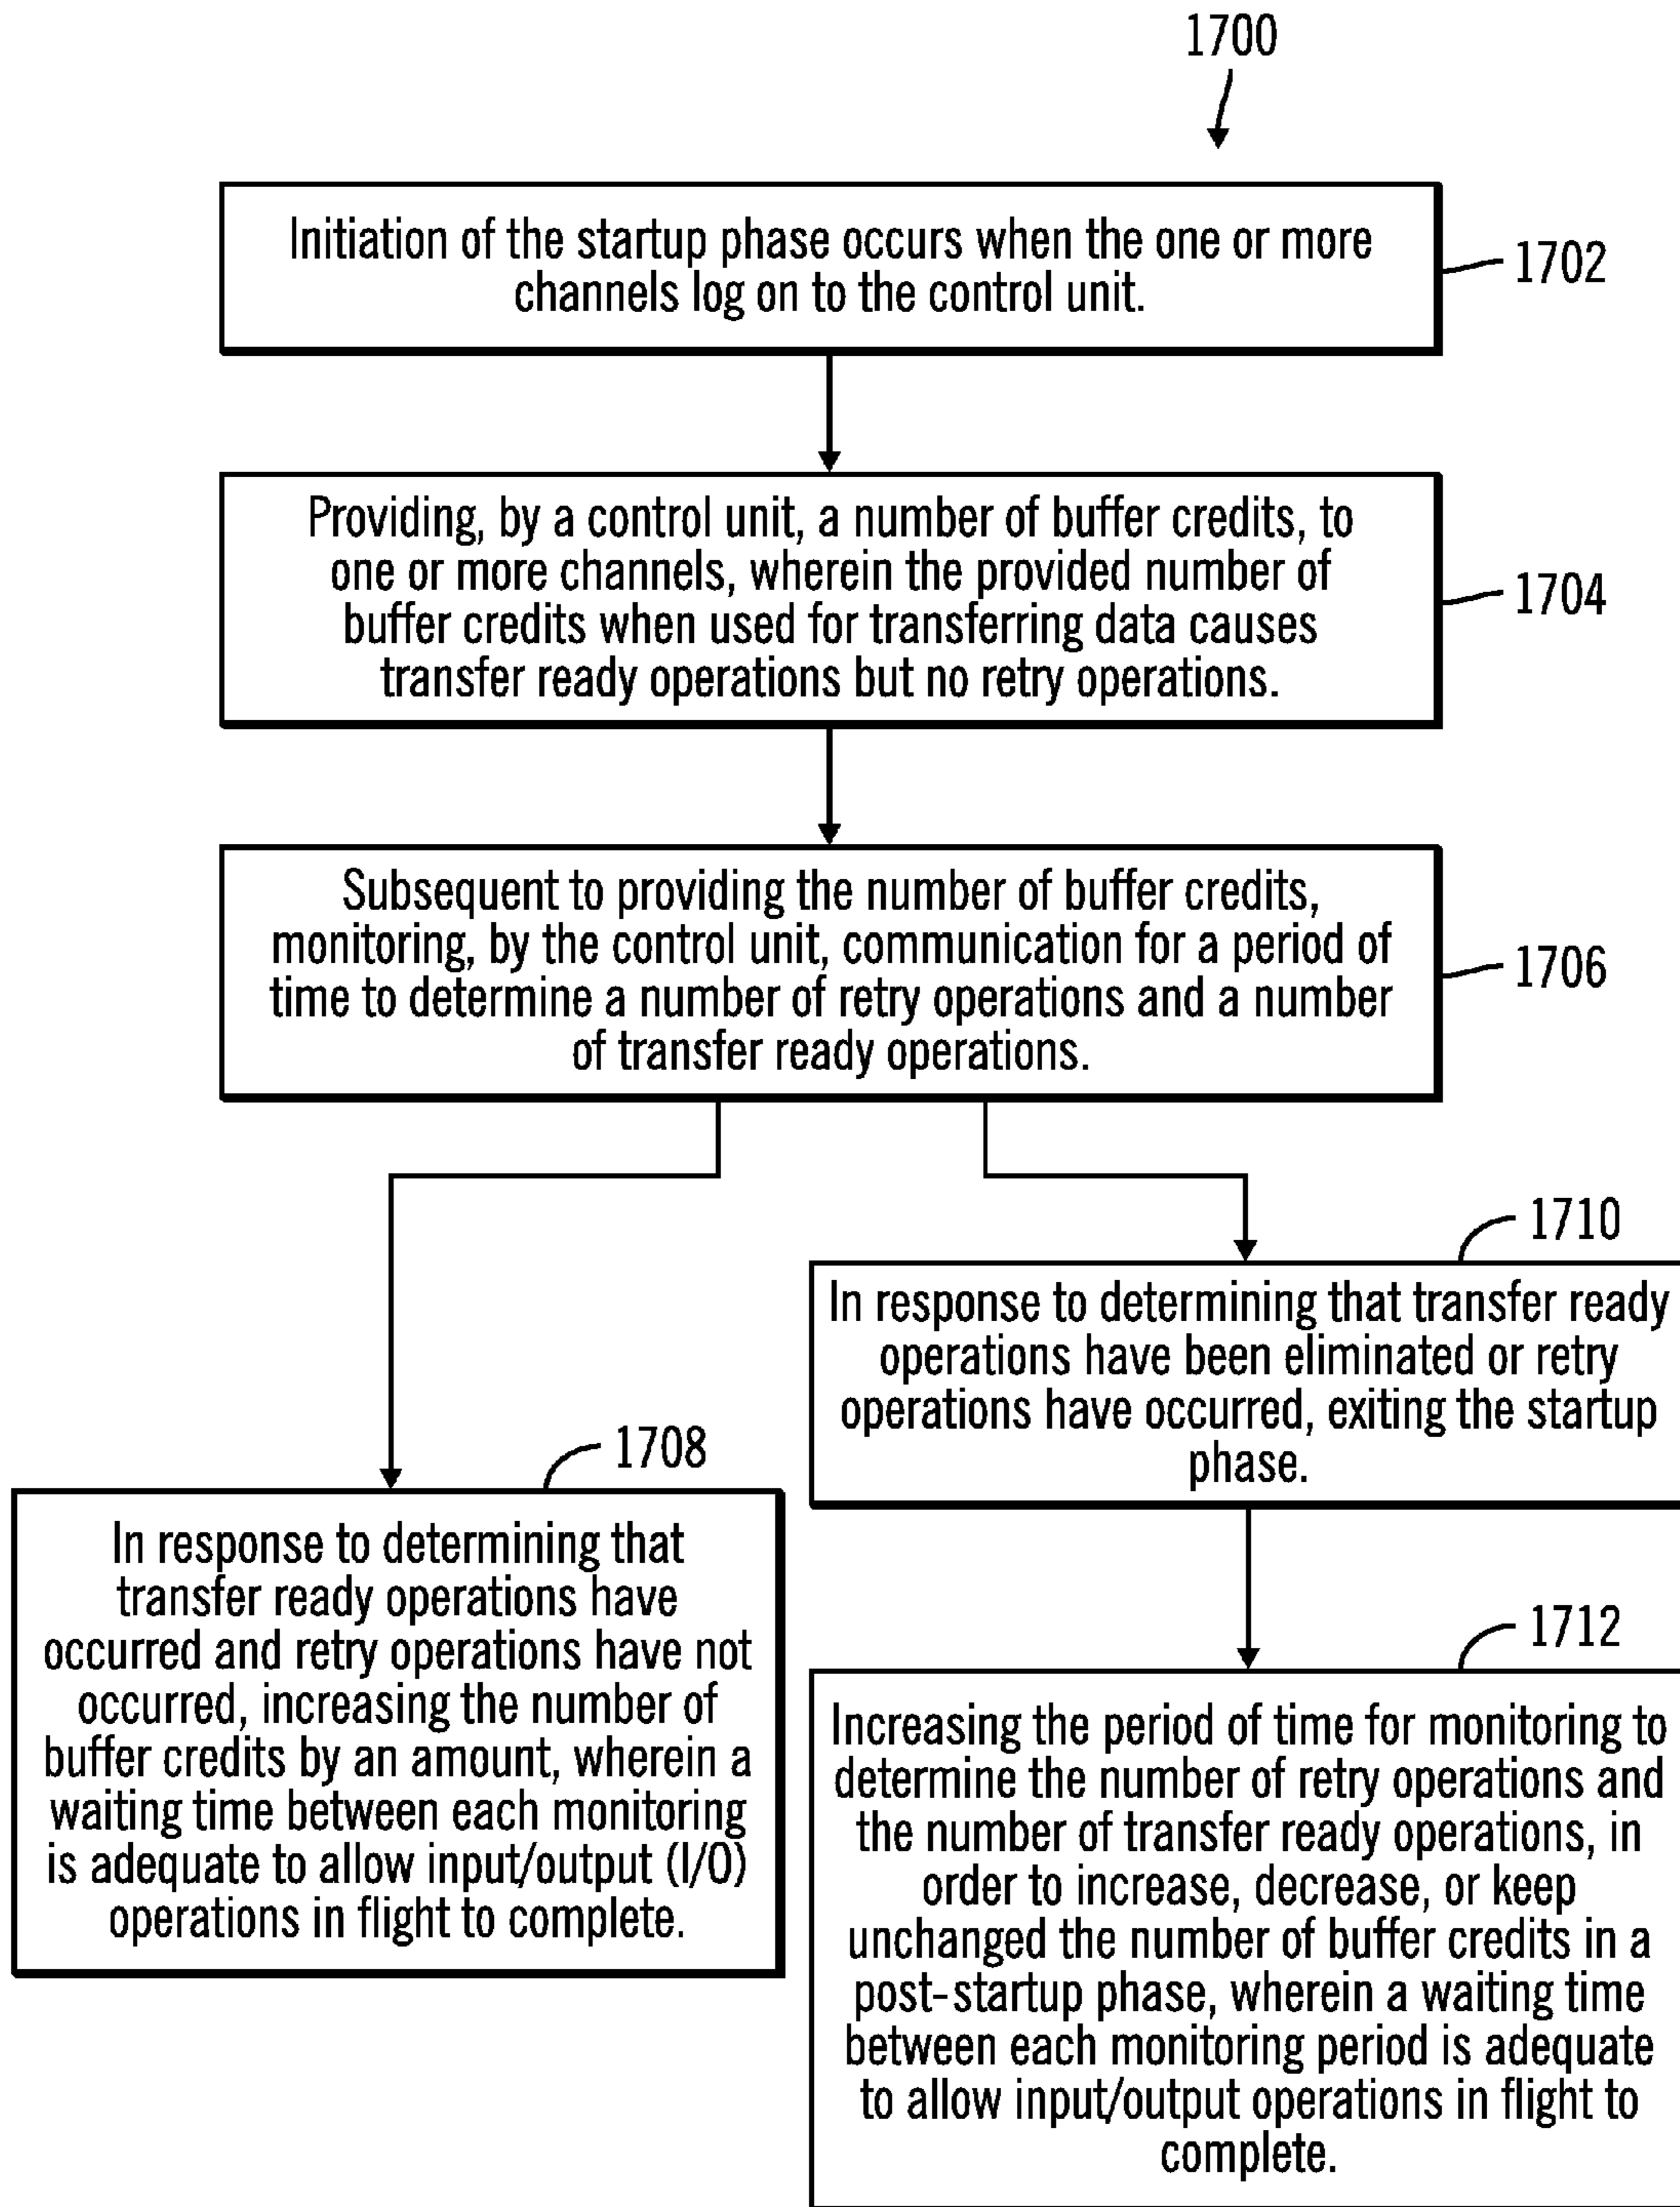 1700
Initiation of the startup phase occurs when the one or more
channels log on to the control unit.
1702
Providing, by a control unit, a number of buffer credits, to
one or more channels, wherein the provided number of
buffer credits when used for transferring data causes
transfer ready operations but no retry operations.
1704
Subsequent to providing the number of buffer credits,
monitoring, by the control unit, communication for a period of
time to determine a number of retry operations and a number
of transfer ready operations.
1706
1710
In response to determining that transfer ready
operations have been eliminated or retry
operations have occurred, exiting the startup
phase.
1708
In response to determining that
transfer ready operations have
occurred and retry operations have not
occurred, increasing the number of
buffer credits by an amount, wherein a
waiting time between each monitoring
is adequate to allow input/output (I/O)
operations in flight to complete.
1712
Increasing the period of time for monitoring to
determine the number of retry operations and
the number of transfer ready operations, in
order to increase, decrease, or keep
unchanged the number of buffer credits in a
post-startup phase, wherein a waiting time
between each monitoring period is adequate
to allow input/output operations in flight to
complete.